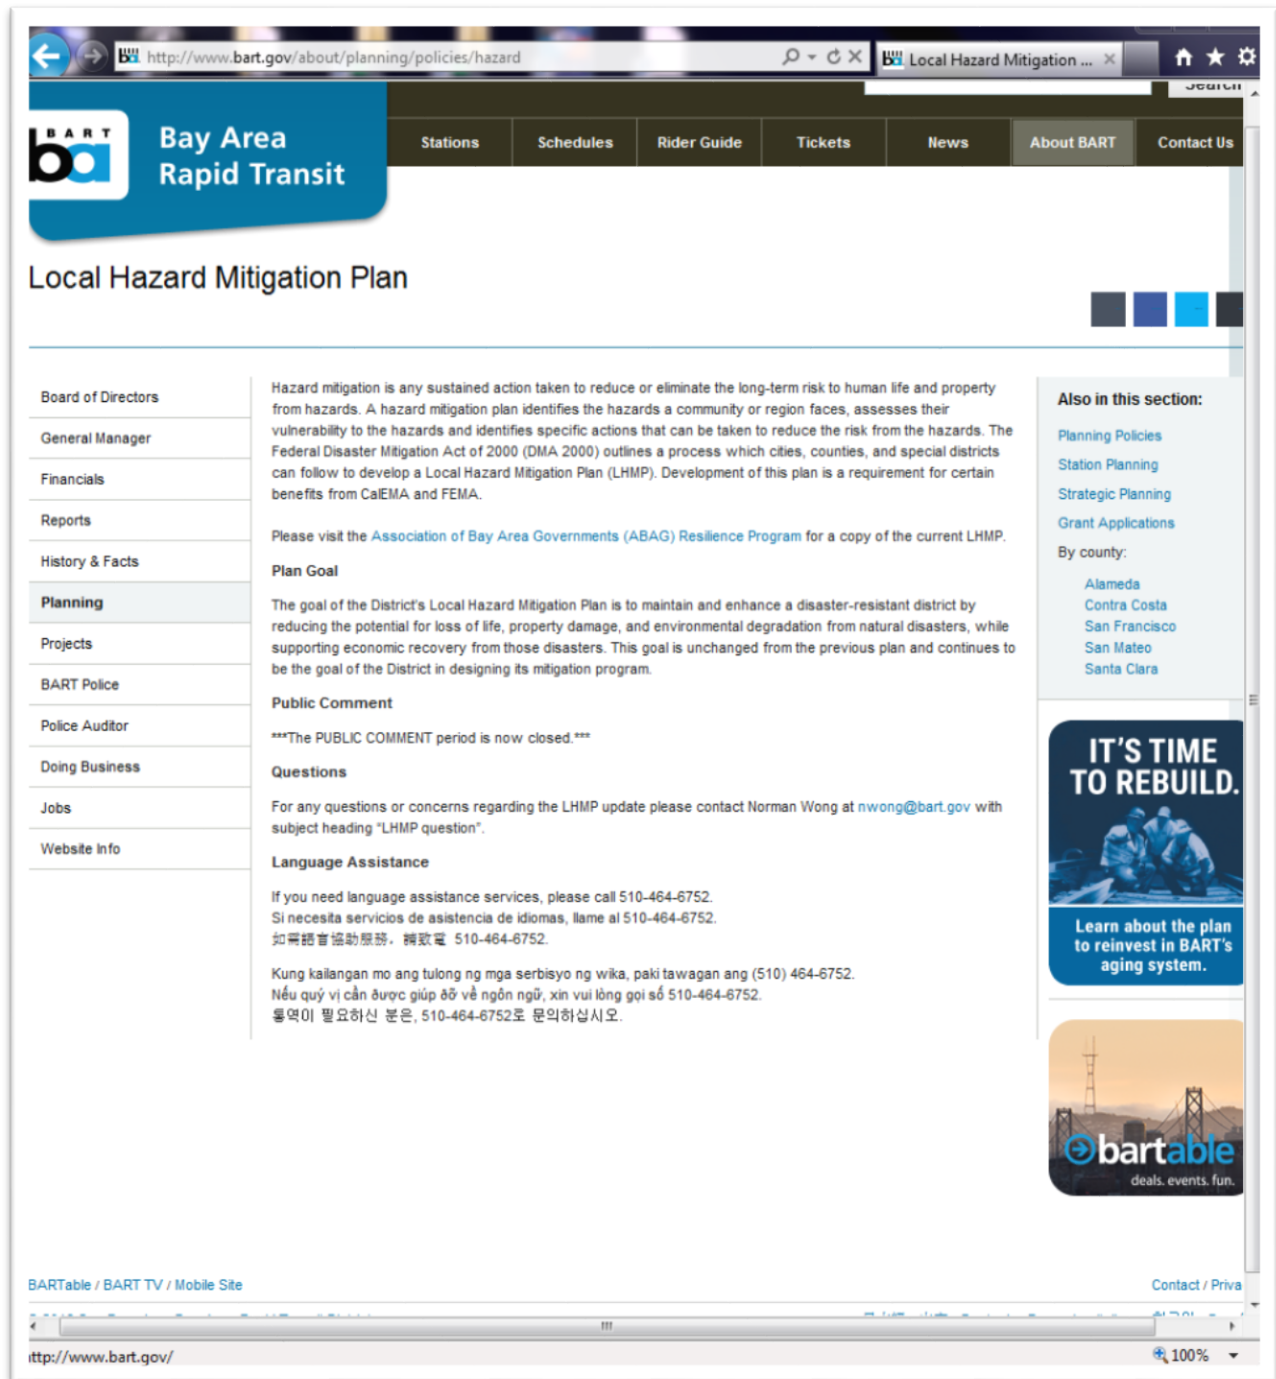 http://www.bart.gov/about/planning/policies/hazard
Local Hazard Mitigation ...
Search
BART
ba
Bay Area
Rapid Transit
Stations
Schedules
Rider Guide
Tickets
News
About BART
Contact Us
Local Hazard Mitigation Plan
Board of Directors
General Manager
Financials
Reports
History & Facts
Planning
Projects
BART Police
Police Auditor
Doing Business
Jobs
Website Info
Hazard mitigation is any sustained action taken to reduce or eliminate the long-term risk to human life and property
from hazards. A hazard mitigation plan identifies the hazards a community or region faces, assesses their
vulnerability to the hazards and identifies specific actions that can be taken to reduce the risk from the hazards. The
Federal Disaster Mitigation Act of 2000 (DMA 2000) outlines a process which cities, counties, and special districts
can follow to develop a Local Hazard Mitigation Plan (LHMP). Development of this plan is a requirement for certain
benefits from CalEMA and FEMA.
Please visit the Association of Bay Area Governments (ABAG) Resilience Program for a copy of the current LHMP.
Plan Goal
The goal of the District's Local Hazard Mitigation Plan is to maintain and enhance a disaster-resistant district by
reducing the potential for loss of life, property damage, and environmental degradation from natural disasters, while
supporting economic recovery from those disasters. This goal is unchanged from the previous plan and continues to
be the goal of the District in designing its mitigation program.
Public Comment
***The PUBLIC COMMENT period is now closed.***
Questions
For any questions or concerns regarding the LHMP update please contact Norman Wong at nwong@bart.gov with
subject heading "LHMP question".
Language Assistance
If you need language assistance services, please call 510-464-6752.
Si necesita servicios de asistencia de idiomas, llame al 510-464-6752.
如需語言協助服務，請致電 510-464-6752.
Kung kailangan mo ang tulong ng mga serbisyo ng wika, paki tawagan ang (510) 464-6752.
Nếu quý vị cần được giúp đỡ về ngôn ngữ, xin vui lòng gọi số 510-464-6752.
통역이 필요하신 분은, 510-464-6752로 문의하십시오.
Also in this section:
Planning Policies
Station Planning
Strategic Planning
Grant Applications
By county:
Alameda
Contra Costa
San Francisco
San Mateo
Santa Clara
IT'S TIME
TO REBUILD.
Learn about the plan
to reinvest in BART's
aging system.
bartable
deals. events. fun.
BARTable / BART TV / Mobile Site
Contact / Priva
ttp://www.bart.gov/
100%